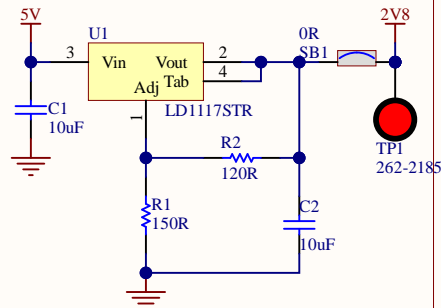 5V
U1
0R
2V8
SB1
3
Vin
Vout
2
Tab
4
Adj
C1
10uF
1
LD1117STR
TP1
262-2185
R2
120R
R1
150R
C2
10uF